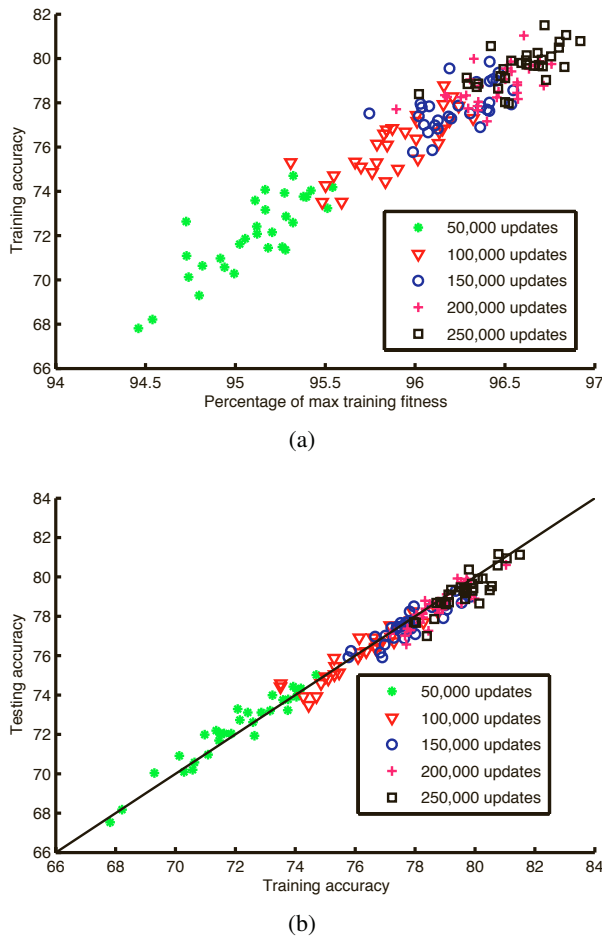 82
80
78
76
74
72
70
68
66
Training accuracy
50,000 updates
100,000 updates
150,000 updates
200,000 updates
250,000 updates
94 94.5 95 95.5 96 96.5 97
Percentage of max training fitness
(a)
84
82
80
78
76
74
72
70
68
66
Testing accuracy
50,000 updates
100,000 updates
150,000 updates
200,000 updates
250,000 updates
66 68 70 72 74 76 78 80 82 84
Training accuracy
(b)